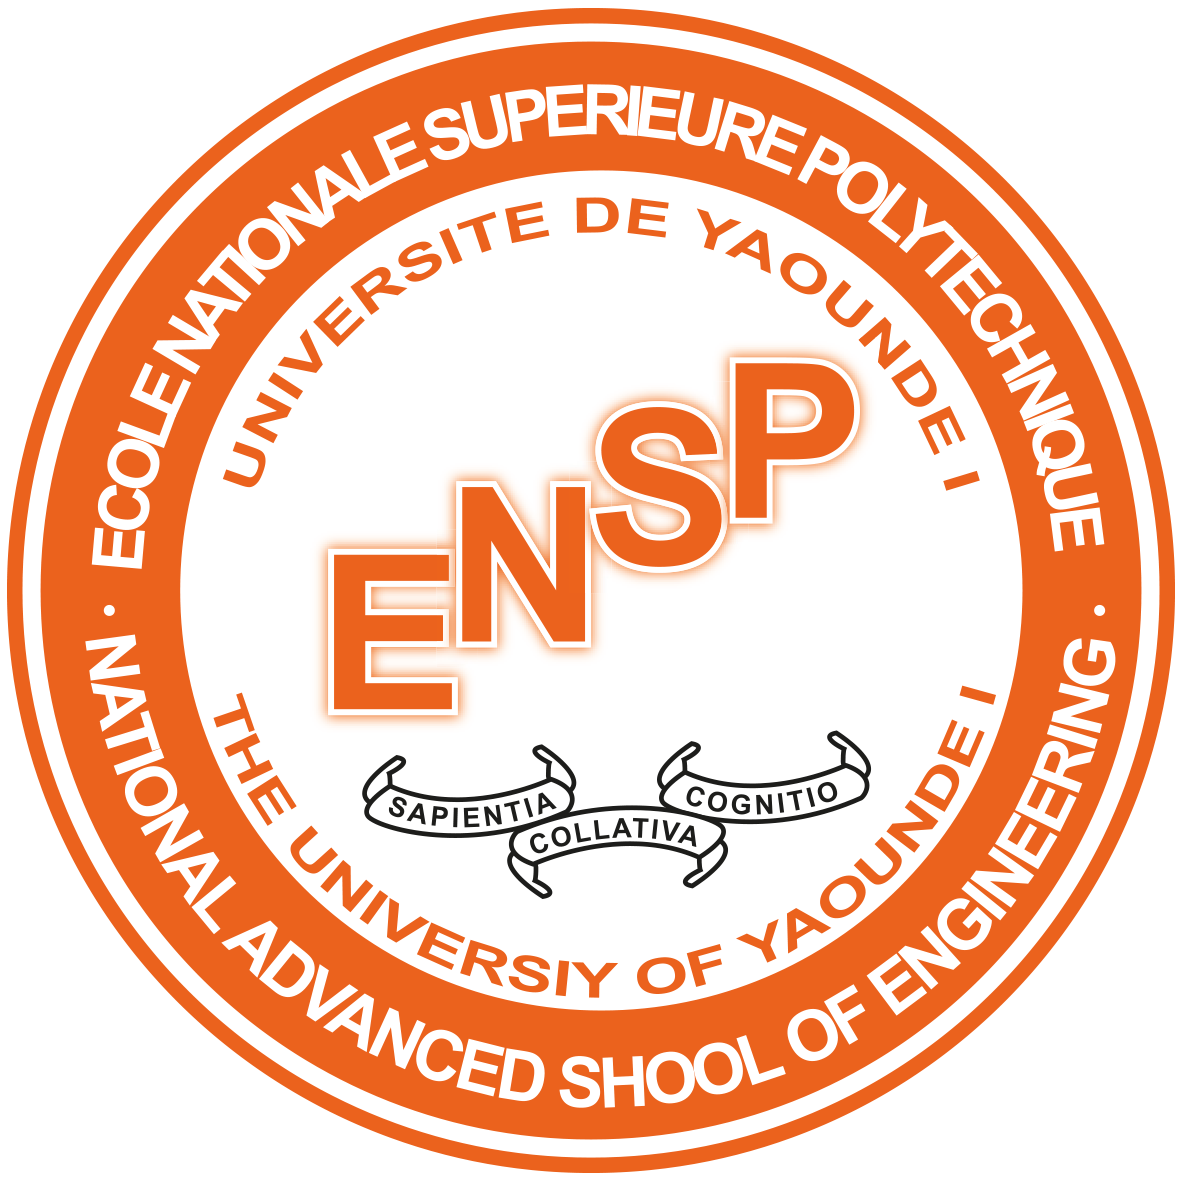 ECOLE NATIONALE SUPERIEURE POLYTECHNIQUE
UNIVERSITE DE YAOUNDE I
ENSP
SAPIENTIA
COLLATIVA
COGNITIO
THE UNIVERSIY OF YAOUNDE I
· NATIONAL ADVANCED SHOOL OF ENGINEERING ·